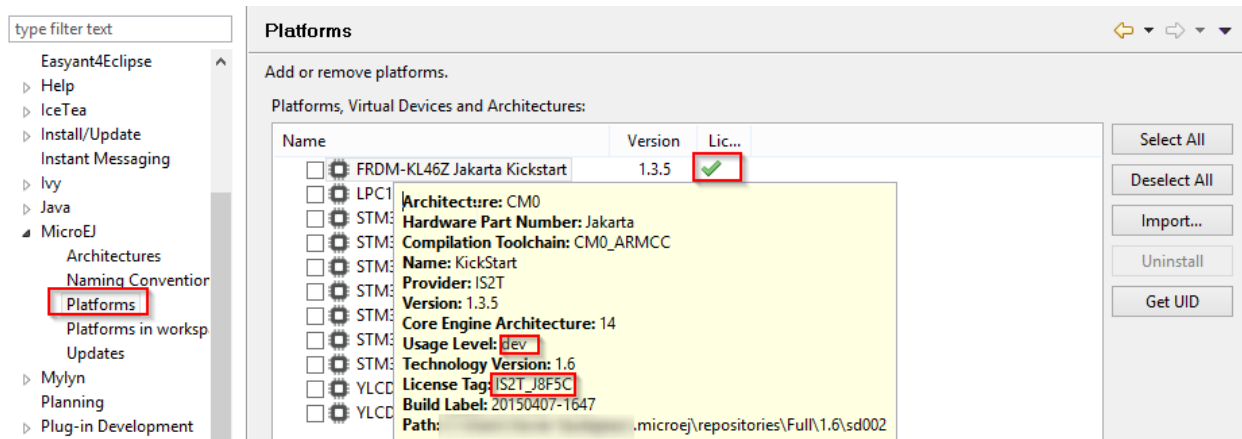 type filter text
Easyant4Eclipse
Help
IceTea
Install/Update
Instant Messaging
Ivy
Java
MicroEJ
Architectures
Naming Convention
Platforms
Platforms in worksp
Updates
Mylyn
Planning
Plug-in Development
Platforms
Add or remove platforms.
Platforms, Virtual Devices and Architectures:
Name Version Lic...
FRDM-KL46Z Jakarta Kickstart 1.3.5
LPC1
STM3
STM3
STM3
STM3
STM3
STM3
STM3
YLCD
YLCD
Architecture: CM0
Hardware Part Number: Jakarta
Compilation Toolchain: CM0_ARMCC
Name: KickStart
Provider: IS2T
Version: 1.3.5
Core Engine Architecture: 14
Usage Level: dev
Technology Version: 1.6
License Tag: IS2T_J8F5C
Build Label: 20150407-1647
Path: .microej\repositories\Full\1.6\sd002
Select All
Deselect All
Import...
Uninstall
Get UID